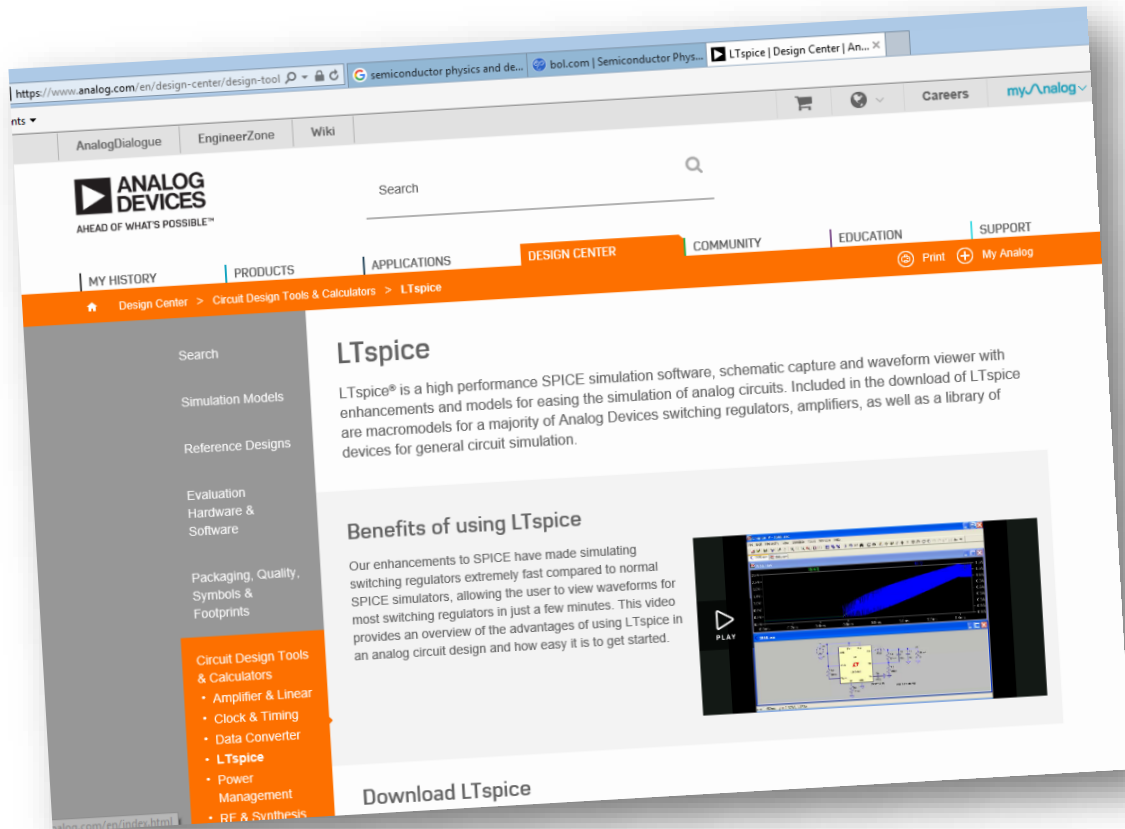 https://www.analog.com/en/design-center/design-tool
semiconductor physics and de...
bol.com | Semiconductor Phys...
LTspice | Design Center | An...
nts
AnalogDialogue
EngineerZone
Wiki
Careers
myAnalog
ANALOG
DEVICES
AHEAD OF WHAT'S POSSIBLE™
Search
MY HISTORY
PRODUCTS
APPLICATIONS
DESIGN CENTER
COMMUNITY
EDUCATION
SUPPORT
Design Center > Circuit Design Tools & Calculators > LTspice
Print
My Analog
Search
Simulation Models
Reference Designs
Evaluation
Hardware &
Software
Packaging, Quality,
Symbols &
Footprints
Circuit Design Tools
& Calculators
• Amplifier & Linear
• Clock & Timing
• Data Converter
• LTspice
• Power
Management
• RF & Synthesis
LTspice
LTspice® is a high performance SPICE simulation software, schematic capture and waveform viewer with
enhancements and models for easing the simulation of analog circuits. Included in the download of LTspice
are macromodels for a majority of Analog Devices switching regulators, amplifiers, as well as a library of
devices for general circuit simulation.
Benefits of using LTspice
Our enhancements to SPICE have made simulating
switching regulators extremely fast compared to normal
SPICE simulators, allowing the user to view waveforms for
most switching regulators in just a few minutes. This video
provides an overview of the advantages of using LTspice in
an analog circuit design and how easy it is to get started.
PLAY
Download LTspice
alog.com/en/index.html